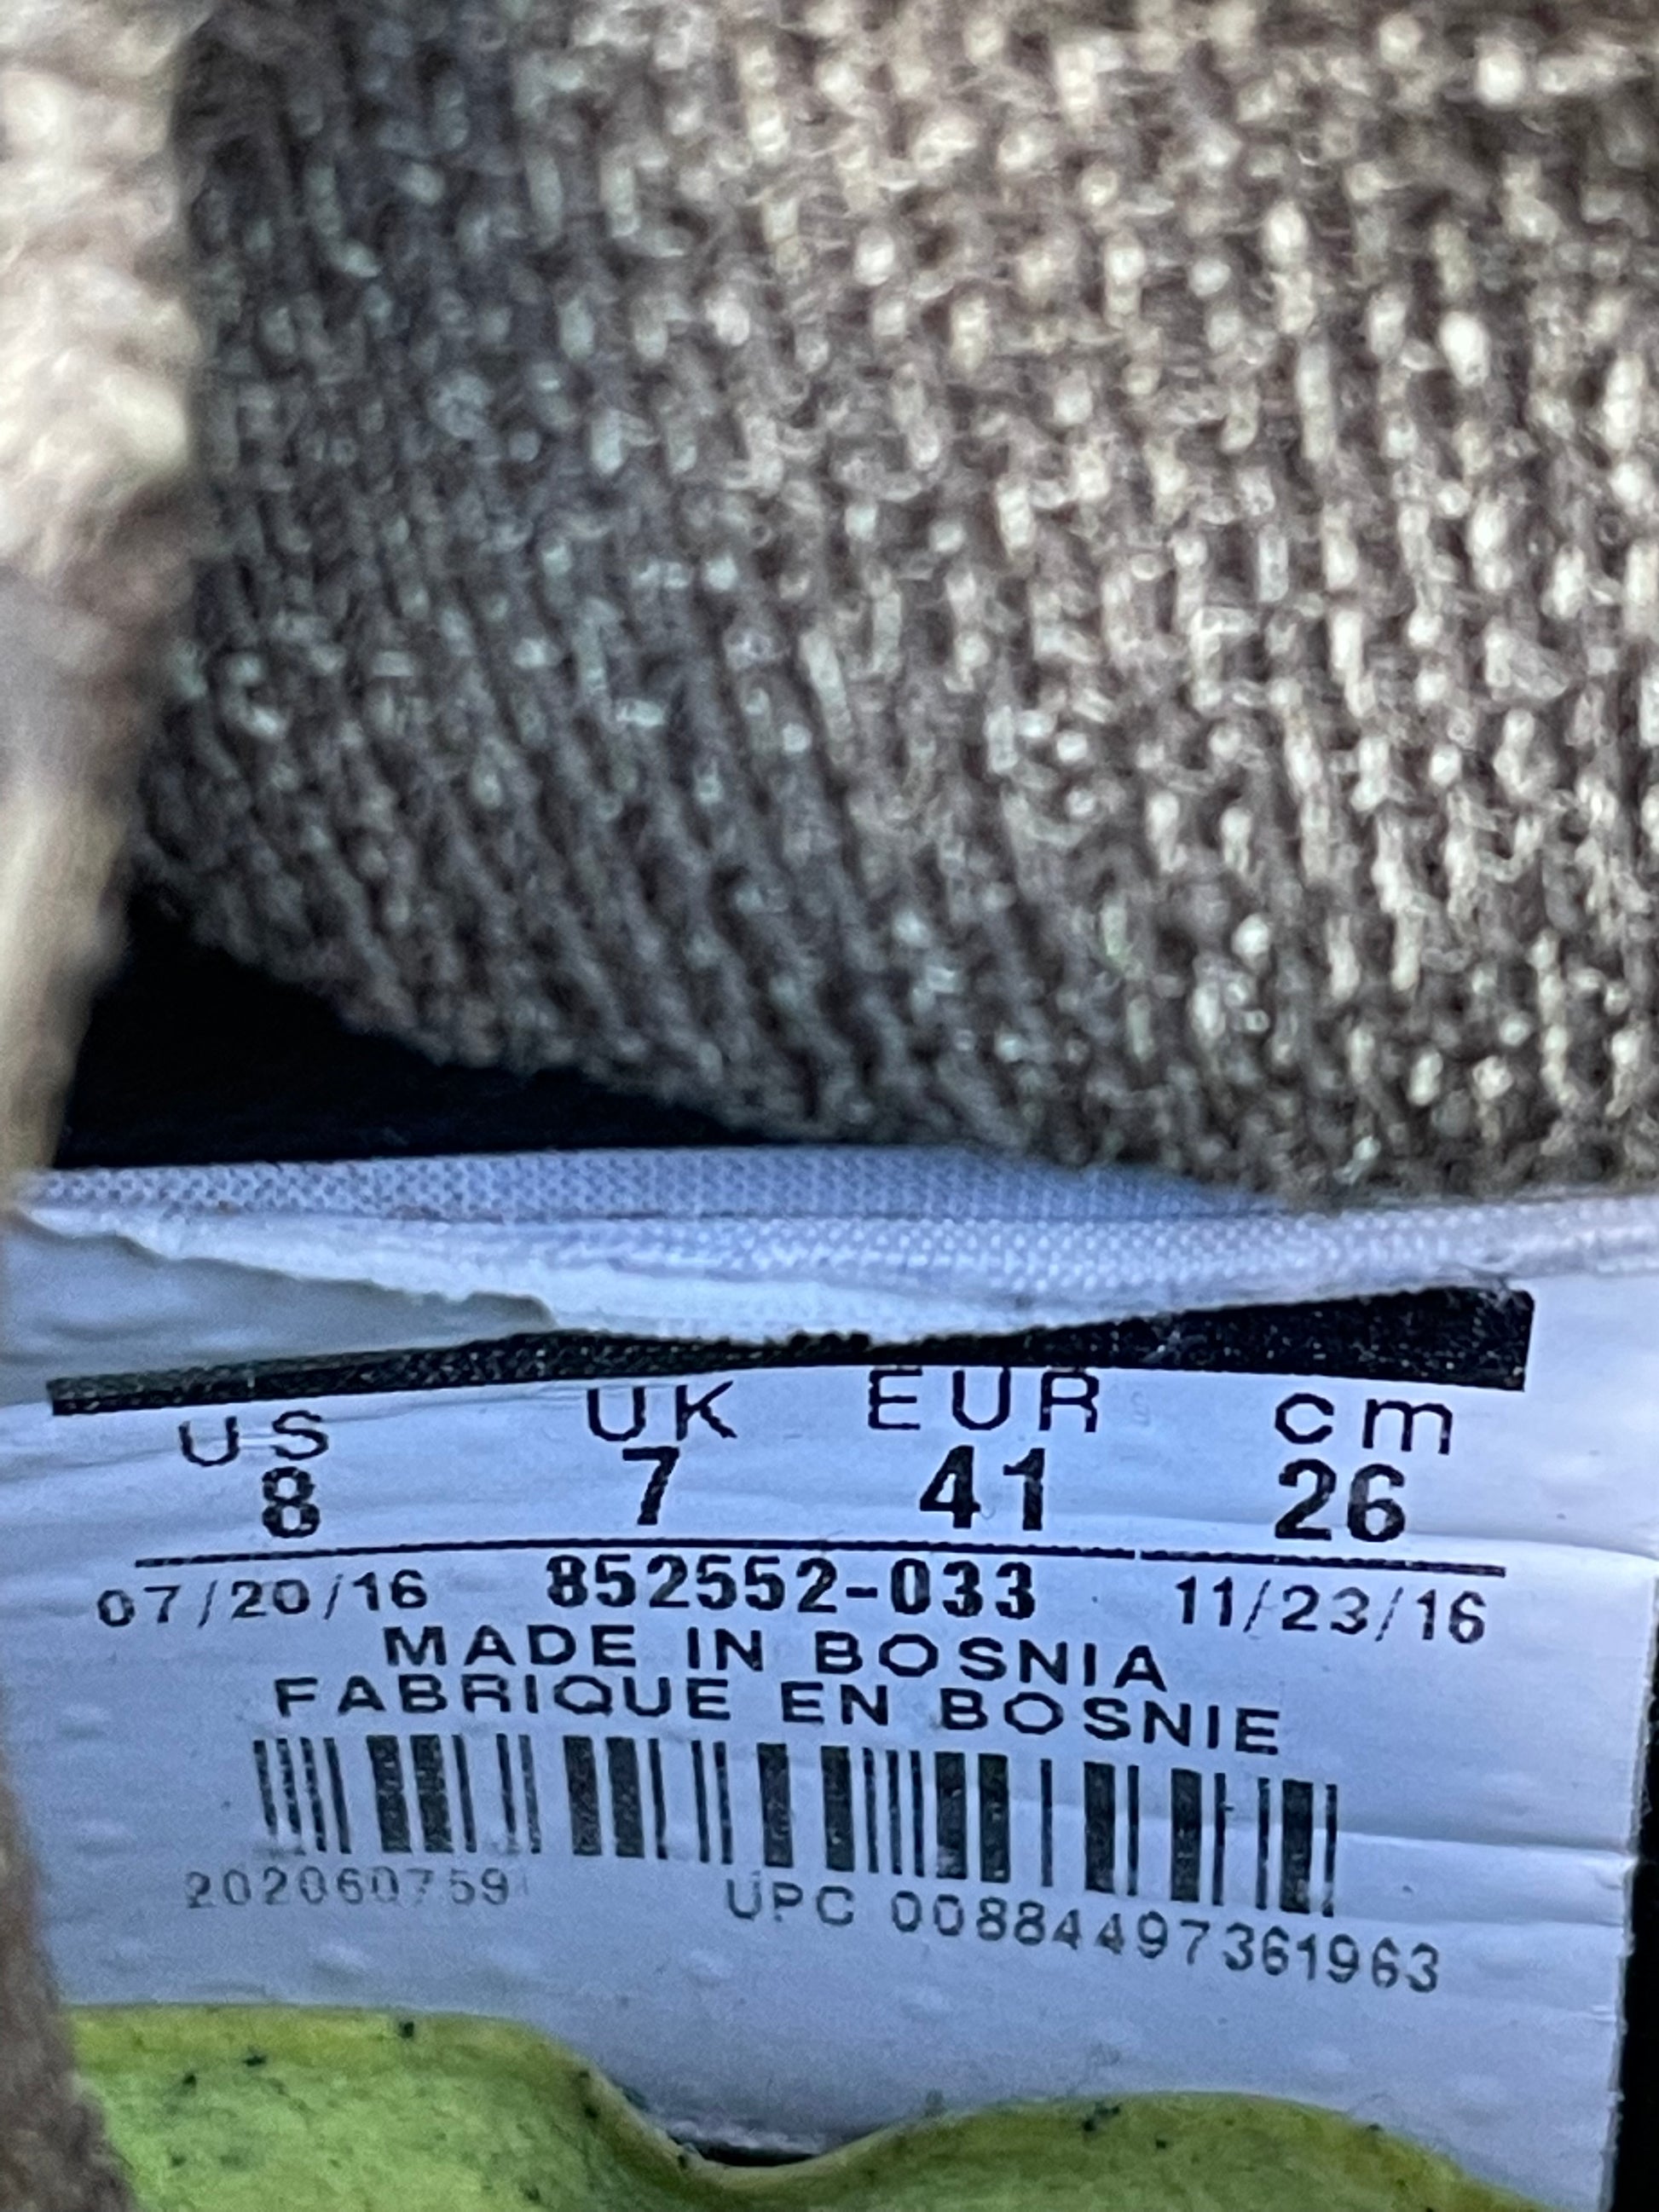 US UK EUR cm
8 7 41 26
07/20/16 852552-033 11/23/16
MADE IN BOSNIA
FABRIQUE EN BOSNIE
202060759 UPC 00884497361963